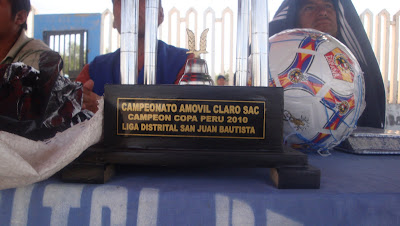 CAMPEONATO AMOVIL CLARO SAC
CAMPEON COPA PERU 2010
LIGA DISTRITAL SAN JUAN BAUTISTA